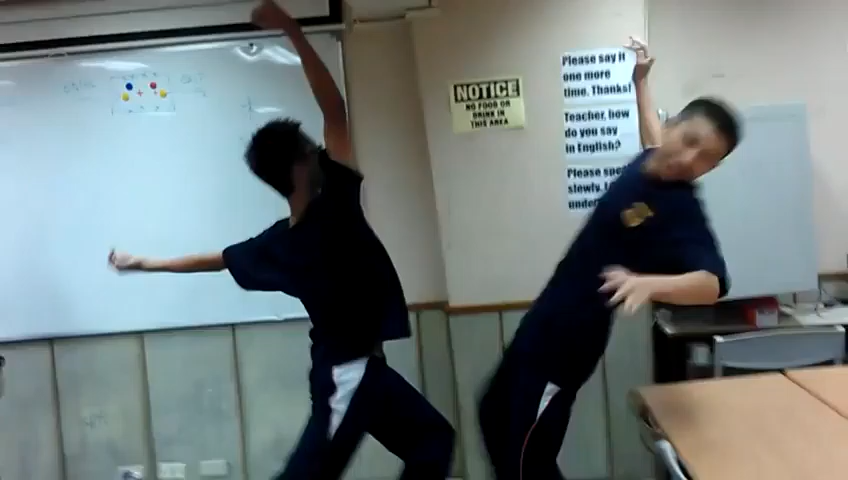 NOTICE
NO FOOD OR
DRINK IN
THIS AREA
Please say it
one more
time. Thanks!
Teacher, how
do you say
in English?
Please
slowly.